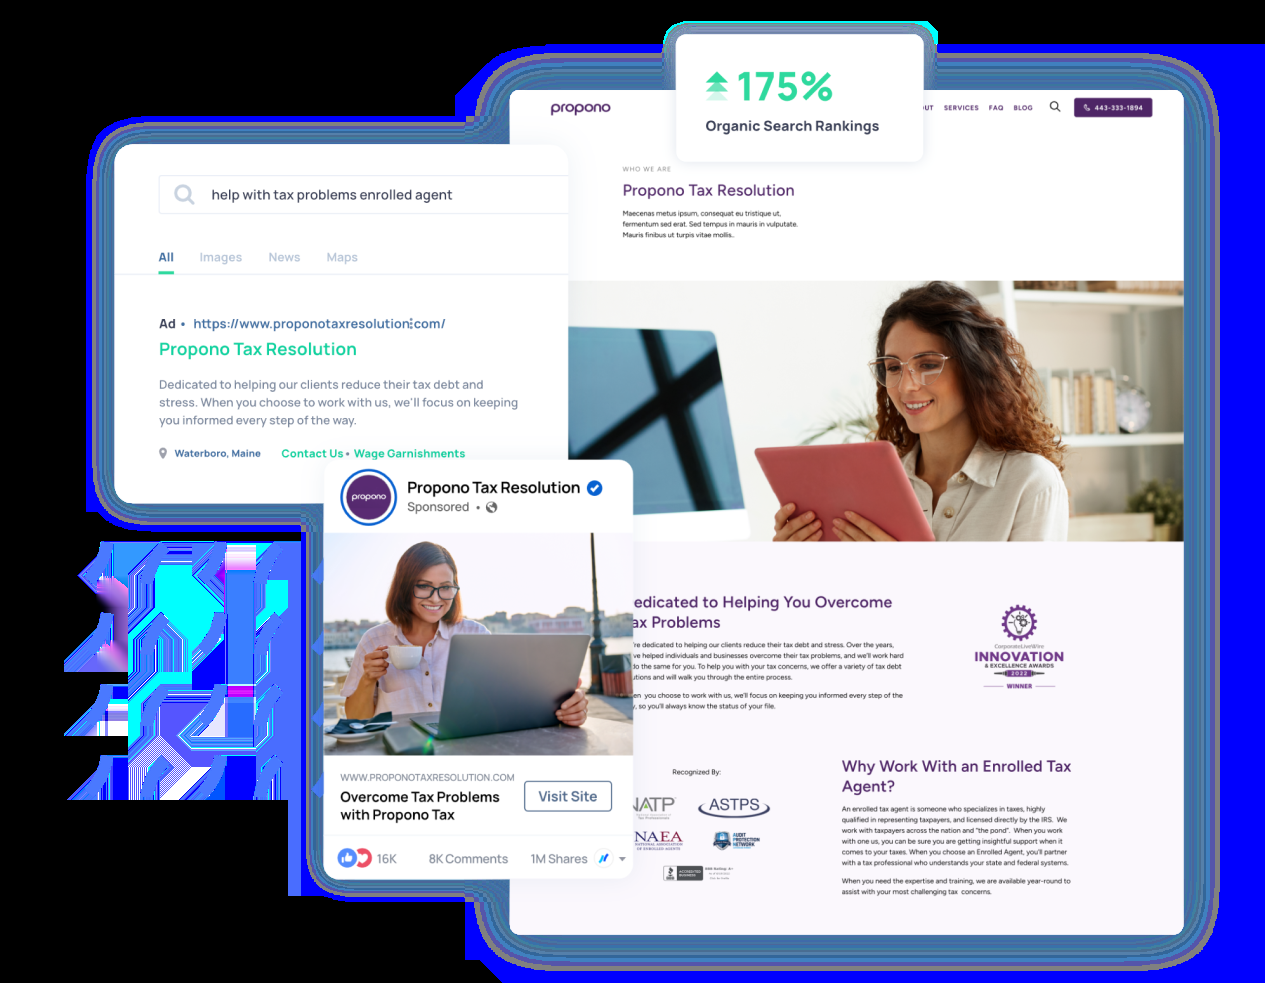 175%
Organic Search Rankings
propono
SERVICES FAQ BLOG
443-333-1894
WHO WE ARE
Propono Tax Resolution
Maecenas metus ipsum, consequat eu tristique ut,
fermentum sed erat. Sed tempus in mauris in vulputate.
Mauris finibus ut turpis vitae mollis..
help with tax problems enrolled agent
All Images News Maps
Ad • https://www.proponotaxresolution.com/
Propono Tax Resolution
Dedicated to helping our clients reduce their tax debt and
stress. When you choose to work with us, we'll focus on keeping
you informed every step of the way.
Waterboro, Maine Contact Us • Wage Garnishments
propono
Propono Tax Resolution
Sponsored •
WWW.PROPONOTAXRESOLUTION.COM
Overcome Tax Problems
with Propono Tax
Visit Site
16K 8K Comments 1M Shares
edicated to Helping You Overcome
ax Problems
're dedicated to helping our clients reduce their tax debt and stress. Over the years,
ve helped individuals and businesses overcome their tax problems, and we'll work hard
do the same for you. To help you with your tax concerns, we offer a variety of tax debt
utions and will walk you through the entire process.
en you choose to work with us, we'll focus on keeping you informed every step of the
, so you'll always know the status of your file.
CorporateLiveWire
INNOVATION
& EXCELLENCE AWARDS
2022
WINNER
Recognized By:
NATP
ASTPS
NAEA
NATIONAL ASSOCIATION
OF ENROLLED AGENTS
AUDIT
PROTECTION
NETWORK
BBB
ACCREDITED
BUSINESS
BBB Rating: A+
Why Work With an Enrolled Tax
Agent?
An enrolled tax agent is someone who specializes in taxes, highly
qualified in representing taxpayers, and licensed directly by the IRS. We
work with taxpayers across the nation and "the pond". When you work
with one us, you can be sure you are getting insightful support when it
comes to your taxes. When you choose an Enrolled Agent, you'll partner
with a tax professional who understands your state and federal systems.
When you need the expertise and training, we are available year-round to
assist with your most challenging tax concerns.